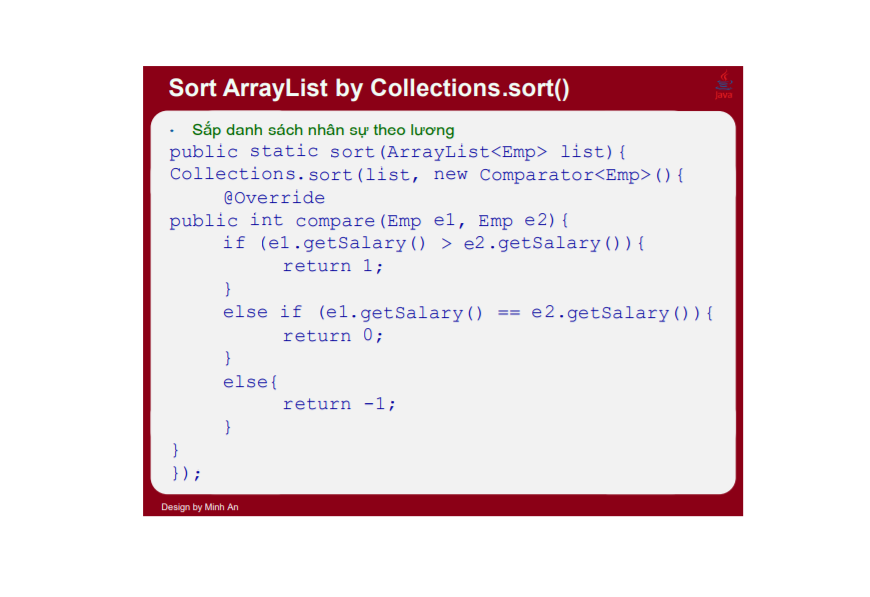 Sort ArrayList by Collections.sort()
Java
• Sắp danh sách nhân sự theo lương
public static sort(ArrayList<Emp> list){
Collections.sort(list, new Comparator<Emp>(){
@Override
public int compare(Emp e1, Emp e2){
if (e1.getSalary() > e2.getSalary()){
return 1;
}
else if (e1.getSalary() == e2.getSalary()){
return 0;
}
else{
return -1;
}
}
});
Design by Minh An